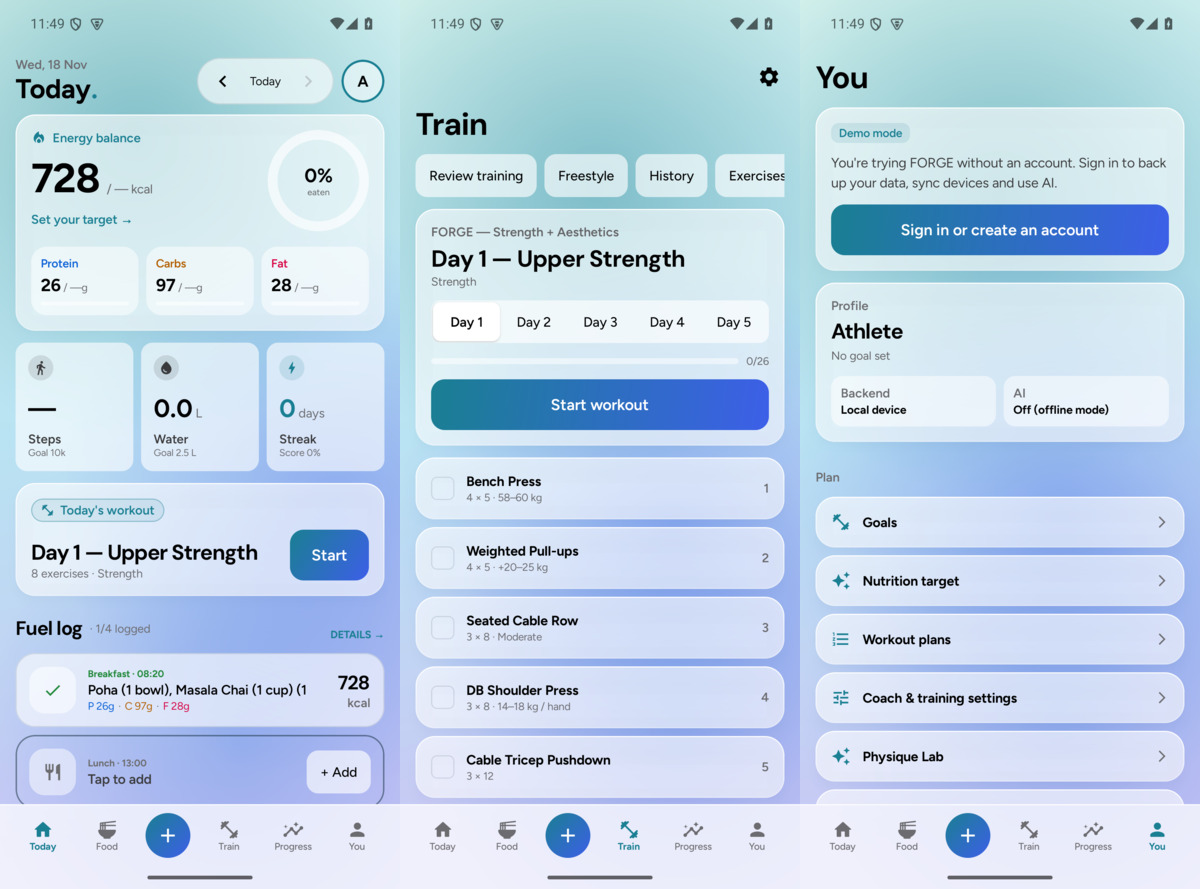 11:49
Wed, 18 Nov
Today.
Today
A
Energy balance
728 / — kcal
Set your target →
0%
eaten
Protein
26 / —g
Carbs
97 / —g
Fat
28 / —g
—
Steps
Goal 10k
0.0 L
Water
Goal 2.5 L
0 days
Streak
Score 0%
Today's workout
Day 1 — Upper Strength
8 exercises · Strength
Start
Fuel log · 1/4 logged
DETAILS →
Breakfast · 08:20
Poha (1 bowl), Masala Chai (1 cup) (1
P 26g · C 97g · F 28g
728
kcal
Lunch · 13:00
Tap to add
+ Add
Today
Food
Train
Progress
You
11:49
Train
Review training
Freestyle
History
Exercises
FORGE — Strength + Aesthetics
Day 1 — Upper Strength
Strength
Day 1
Day 2
Day 3
Day 4
Day 5
0/26
Start workout
Bench Press
4 × 5 · 58–60 kg
1
Weighted Pull-ups
4 × 5 · +20–25 kg
2
Seated Cable Row
3 × 8 · Moderate
3
DB Shoulder Press
3 × 8 · 14–18 kg / hand
4
Cable Tricep Pushdown
3 × 12
5
Today
Food
Train
Progress
You
11:49
You
Demo mode
You're trying FORGE without an account. Sign in to back
up your data, sync devices and use AI.
Sign in or create an account
Profile
Athlete
No goal set
Backend
Local device
AI
Off (offline mode)
Plan
Goals
Nutrition target
Workout plans
Coach & training settings
Physique Lab
Today
Food
Train
Progress
You